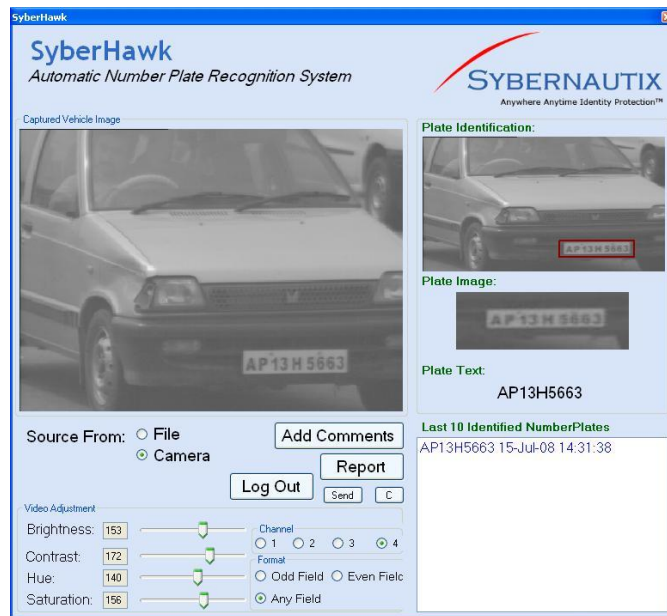 SyberHawk
SyberHawk
Automatic Number Plate Recognition System
SYBERNAUTIX
Anywhere Anytime Identity Protection™
Captured Vehicle Image
AP13H5663
Plate Identification:
AP13H5663
Plate Image:
AP13H5663
Plate Text:
AP13H5663
Source From:
File
Camera
Add Comments
Report
Log Out
Send
C
Last 10 Identified NumberPlates
AP13H5663 15-Jul-08 14:31:38
Video Adjustment
Brightness: 153
Contrast: 172
Hue: 140
Saturation: 156
Channel
1 2 3 4
Format
Odd Field Even Field
Any Field